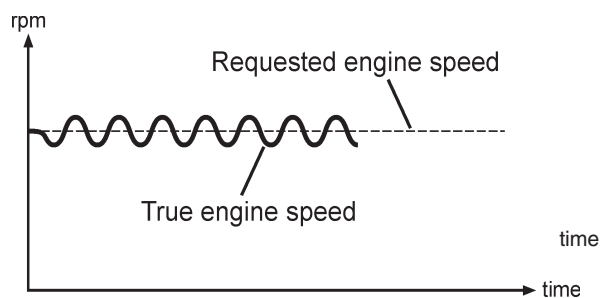 rpm
Requested engine speed
True engine speed
time
time